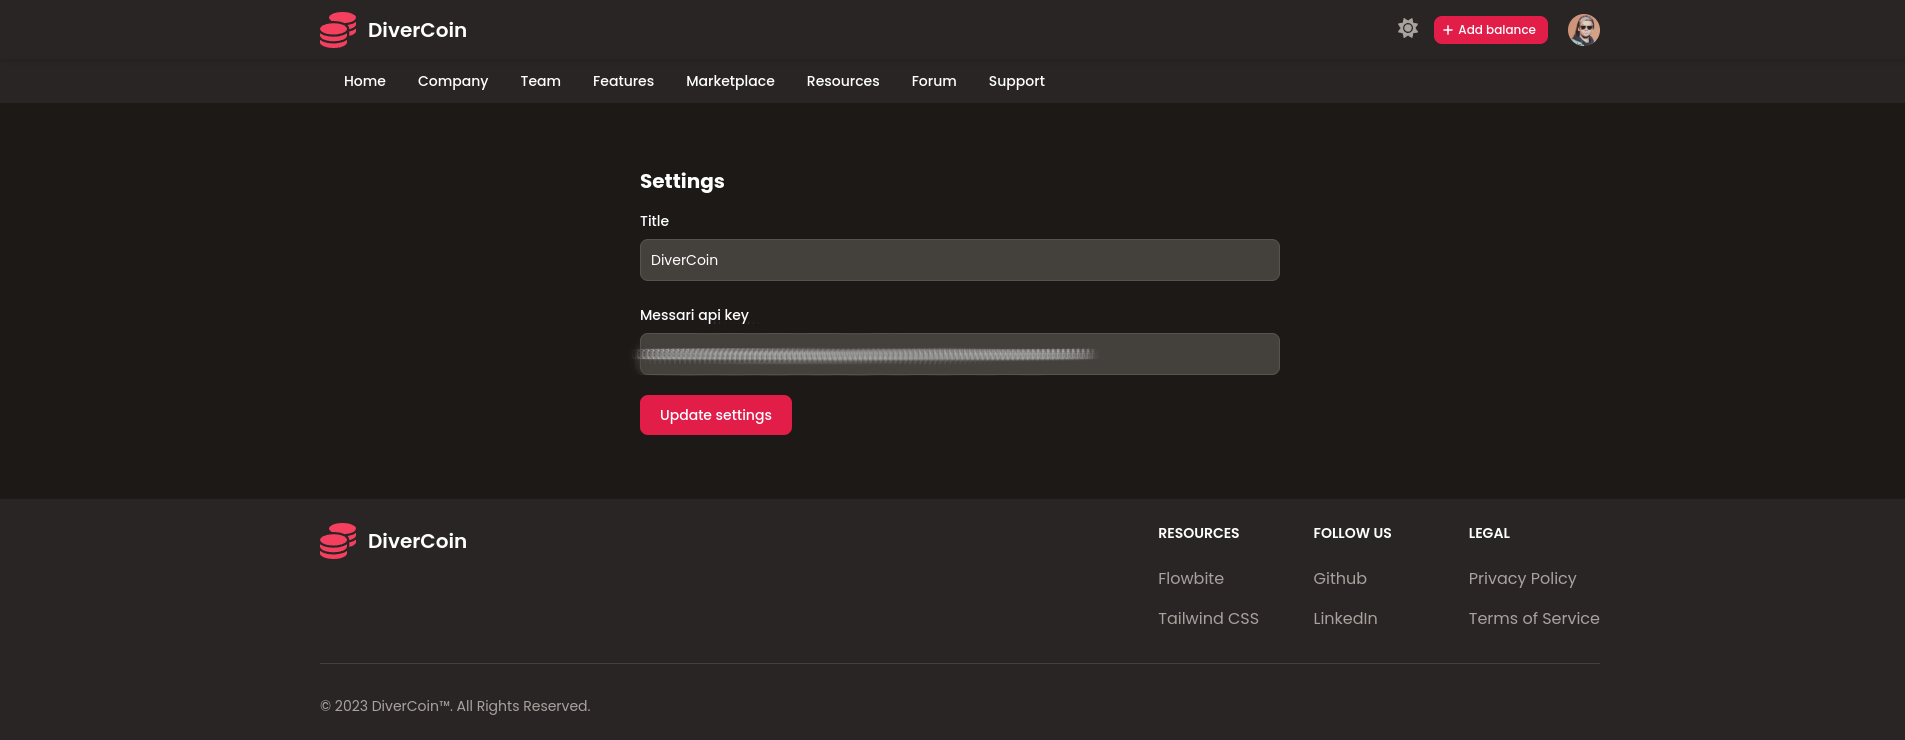 DiverCoin
+ Add balance
Home Company Team Features Marketplace Resources Forum Support
Settings
Title
DiverCoin
Messari api key
Update settings
DiverCoin
RESOURCES FOLLOW US LEGAL
Flowbite Github Privacy Policy
Tailwind CSS LinkedIn Terms of Service
© 2023 DiverCoin™. All Rights Reserved.